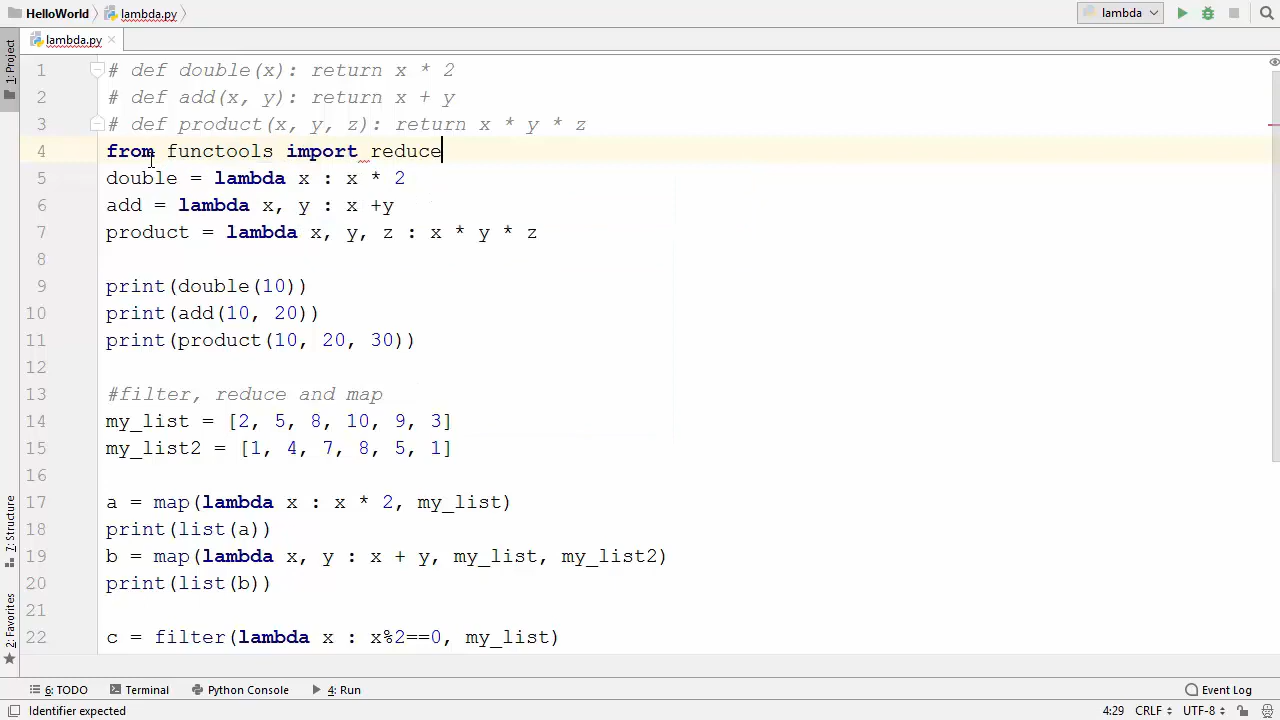 HelloWorld lambda.py lambda
lambda.py
1: Project
1 # def double(x): return x * 2
2 # def add(x, y): return x + y
3 # def product(x, y, z): return x * y * z
4 from functools import reduce
5 double = lambda x : x * 2
6 add = lambda x, y : x +y
7 product = lambda x, y, z : x * y * z
8
9 print(double(10))
10 print(add(10, 20))
11 print(product(10, 20, 30))
12
13 #filter, reduce and map
14 my_list = [2, 5, 8, 10, 9, 3]
15 my_list2 = [1, 4, 7, 8, 5, 1]
16
17 a = map(lambda x : x * 2, my_list)
18 print(list(a))
19 b = map(lambda x, y : x + y, my_list, my_list2)
20 print(list(b))
21
22 c = filter(lambda x : x%2==0, my_list)
7: Structure
2: Favorites
6: TODO Terminal Python Console 4: Run Event Log
Identifier expected 4:29 CRLF UTF-8